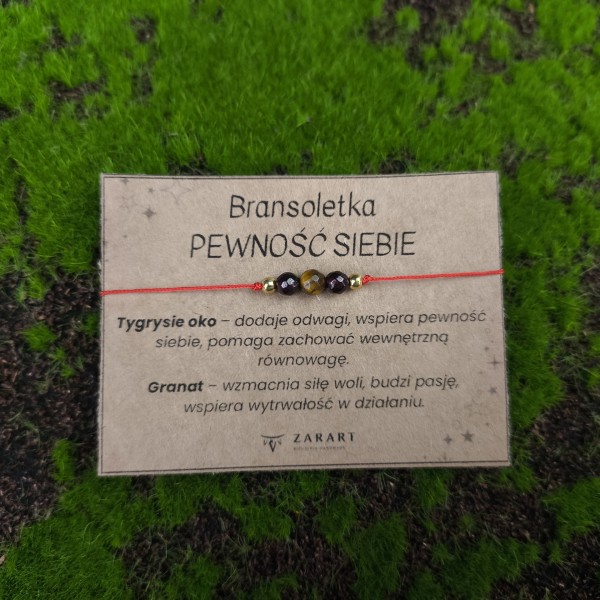 Bransoletka
PEWNOŚĆ SIEBIE
Tygrysie oko – dodaje odwagi, wspiera pewność
siebie, pomaga zachować wewnętrzną
równowagę.
Granat – wzmacnia siłę woli, budzi pasję,
wspiera wytrwałość w działaniu.
ZARART